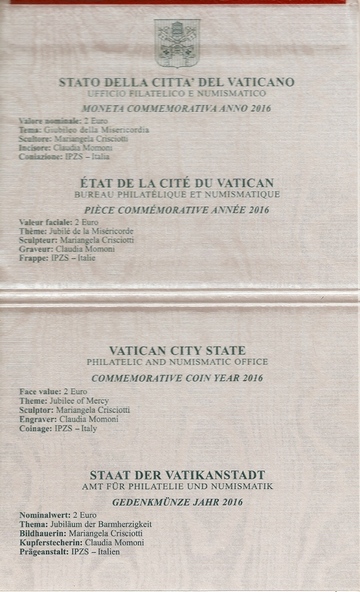 STATO DELLA CITTA' DEL VATICANO
UFFICIO FILATELICO E NUMISMATICO
MONETA COMMEMORATIVA ANNO 2016
Valore nominale: 2 Euro
Tema: Giubileo della Misericordia
Scultore: Mariangela Crisciotti
Incisore: Claudia Momoni
Coniazione: IPZS – Italia
ÉTAT DE LA CITÉ DU VATICAN
BUREAU PHILATÉLIQUE ET NUMISMATIQUE
PIÈCE COMMÉMORATIVE ANNÉE 2016
Valeur faciale: 2 Euro
Thème: Jubilé de la Miséricorde
Sculpteur: Mariangela Crisciotti
Graveur: Claudia Momoni
Frappe: IPZS – Italie
VATICAN CITY STATE
PHILATELIC AND NUMISMATIC OFFICE
COMMEMORATIVE COIN YEAR 2016
Face value: 2 Euro
Theme: Jubilee of Mercy
Sculptor: Mariangela Crisciotti
Engraver: Claudia Momoni
Coinage: IPZS – Italy
STAAT DER VATIKANSTADT
AMT FÜR PHILATELIE UND NUMISMATIK
GEDENKMÜNZE JAHR 2016
Nominalwert: 2 Euro
Thema: Jubiläum der Barmherzigkeit
Bildhauerin: Mariangela Crisciotti
Kupferstecherin: Claudia Momoni
Prägeanstalt: IPZS – Italien